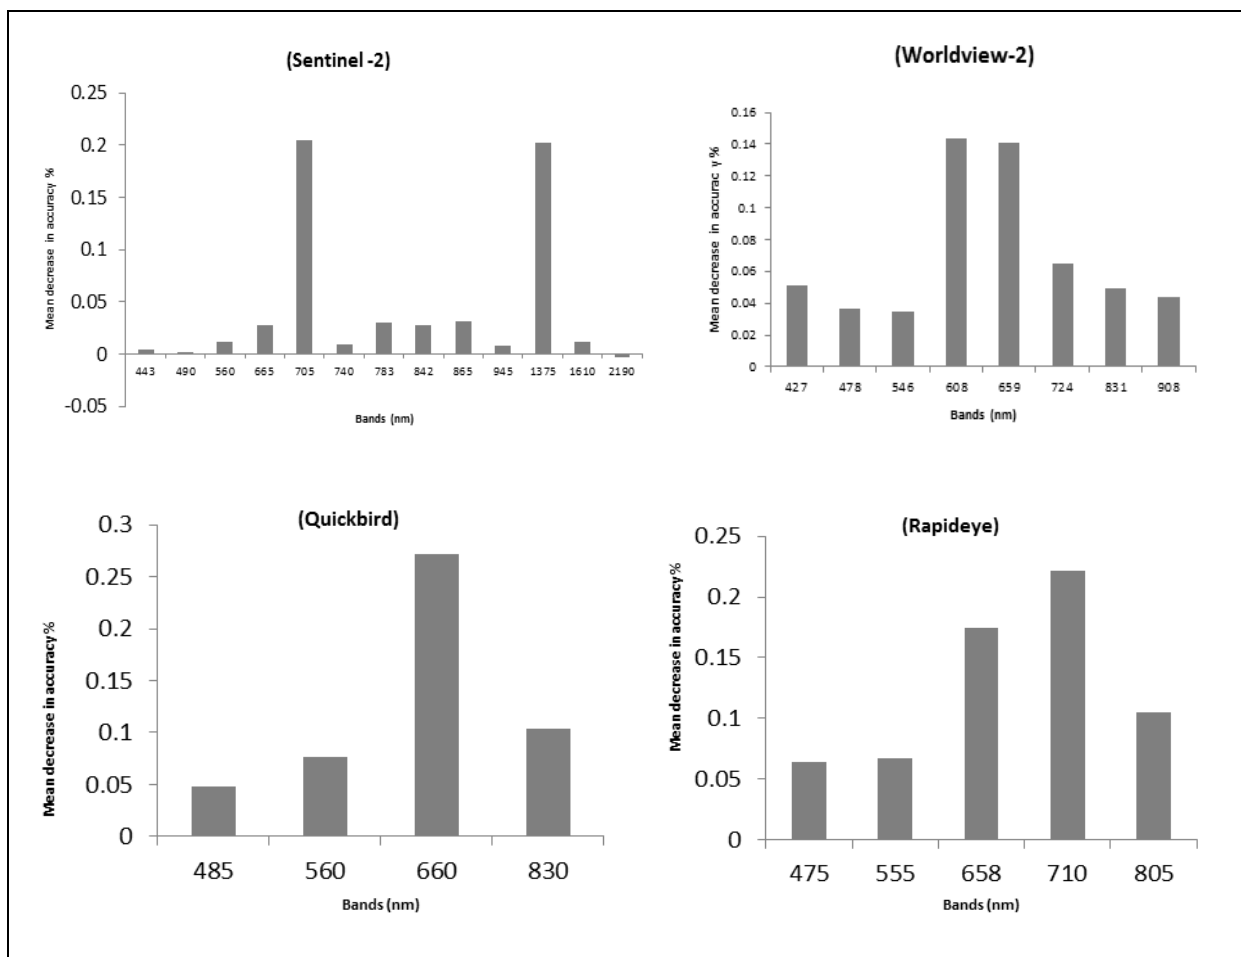 (Sentinel -2)
Mean decrease in accuracy %
0.25
0.2
0.15
0.1
0.05
0
-0.05
443 490 560 665 705 740 783 842 865 945 1375 1610 2190
Bands (nm)
(Worldview-2)
Mean decrease in accurac y %
0.16
0.14
0.12
0.1
0.08
0.06
0.04
0.02
0
427 478 546 608 659 724 831 908
Bands (nm)
(Quickbird)
Mean decrease in accuracy%
0.3
0.25
0.2
0.15
0.1
0.05
0
485 560 660 830
Bands (nm)
(Rapideye)
Mean decrease in accuracy%
0.25
0.2
0.15
0.1
0.05
0
475 555 658 710 805
Bands (nm)